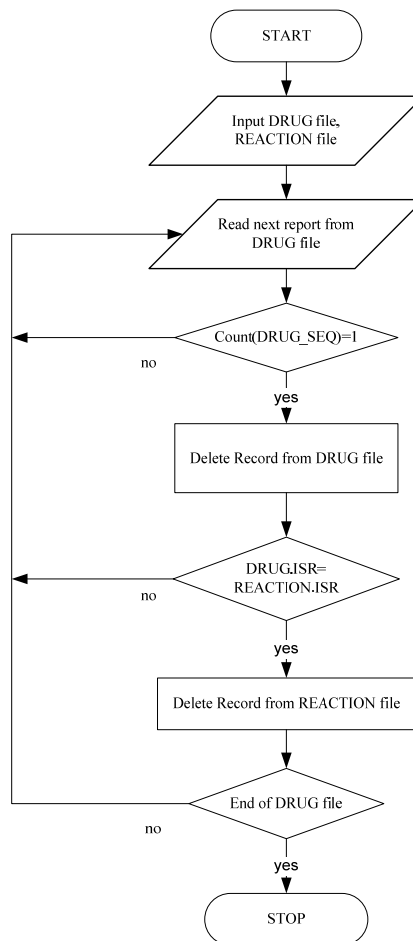 START
Input DRUG file,
REACTION file
Read next report from
DRUG file
Count(DRUG_SEQ)=1
no
yes
Delete Record from DRUG file
DRUG.ISR=
REACTION.ISR
no
yes
Delete Record from REACTION file
End of DRUG file
no
yes
STOP